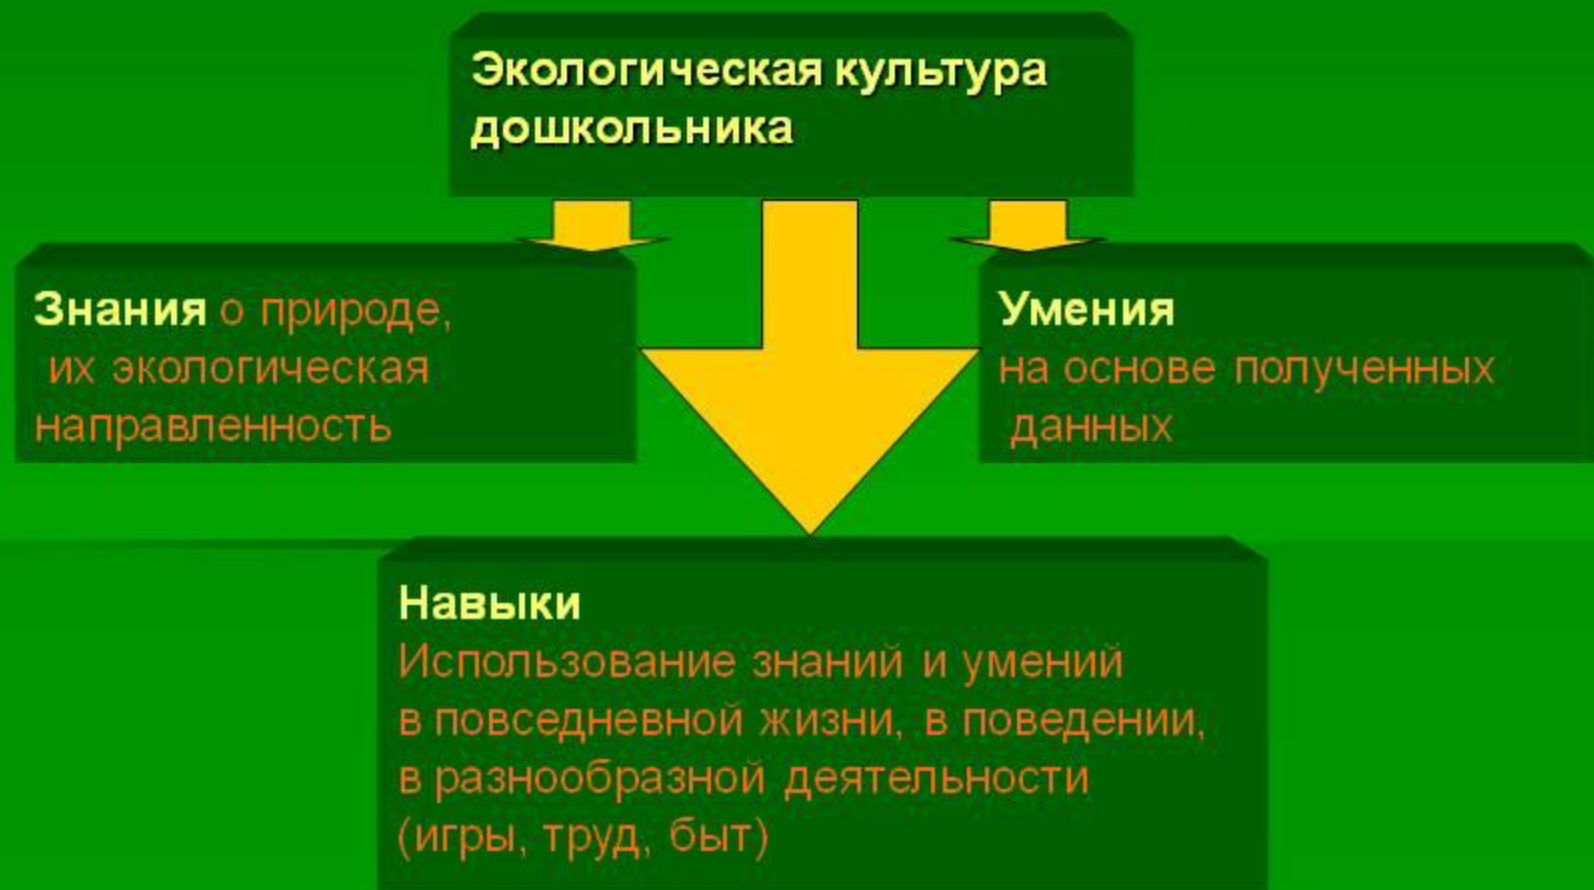 Экологическая культура
дошкольника
Знания о природе,
их экологическая
направленность
Умения
на основе полученных
данных
Навыки
Использование знаний и умений
в повседневной жизни, в поведении,
в разнообразной деятельности
(игры, труд, быт)